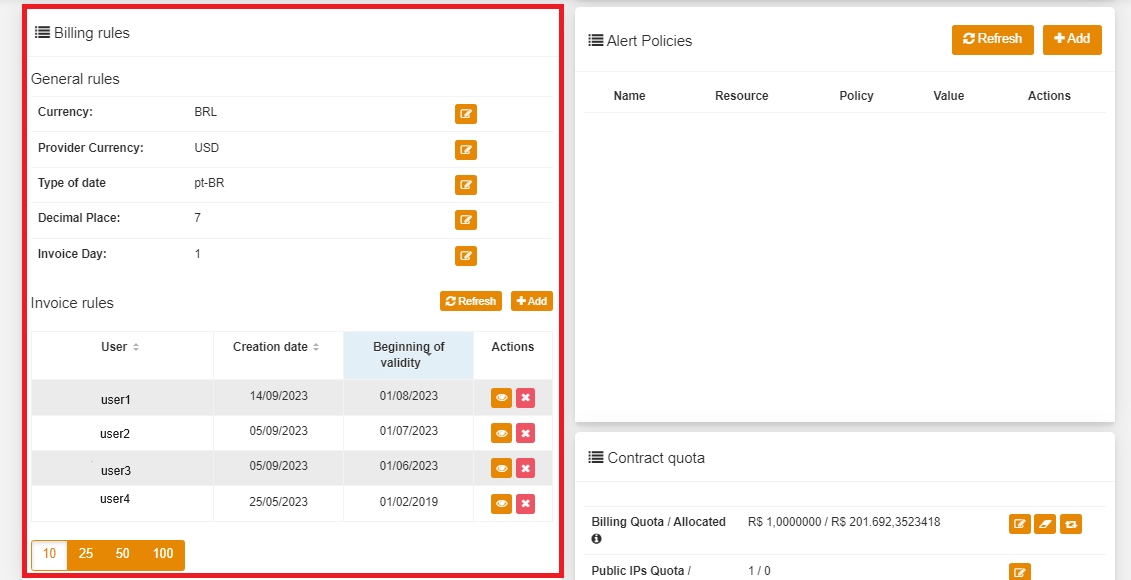 Billing rules
General rules
Currency: BRL
Provider Currency: USD
Type of date pt-BR
Decimal Place: 7
Invoice Day: 1
Invoice rules Refresh Add
User Creation date Beginning of validity Actions
user1 14/09/2023 01/08/2023
user2 05/09/2023 01/07/2023
user3 05/09/2023 01/06/2023
user4 25/05/2023 01/02/2019
10 25 50 100
Alert Policies Refresh Add
Name Resource Policy Value Actions
Contract quota
Billing Quota / Allocated R$ 1,0000000 / R$ 201.692,3523418
Public IPs Quota / 1 / 0